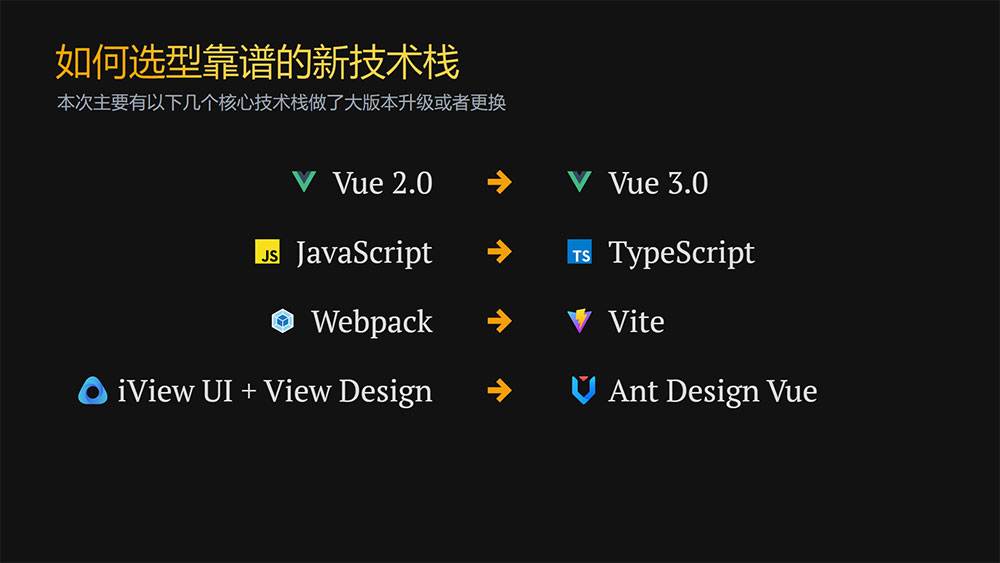 如何选型靠谱的新技术栈
本次主要有以下几个核心技术栈做了大版本升级或者更换
Vue 2.0 → Vue 3.0
JS JavaScript → TS TypeScript
Webpack → Vite
iView UI + View Design → Ant Design Vue